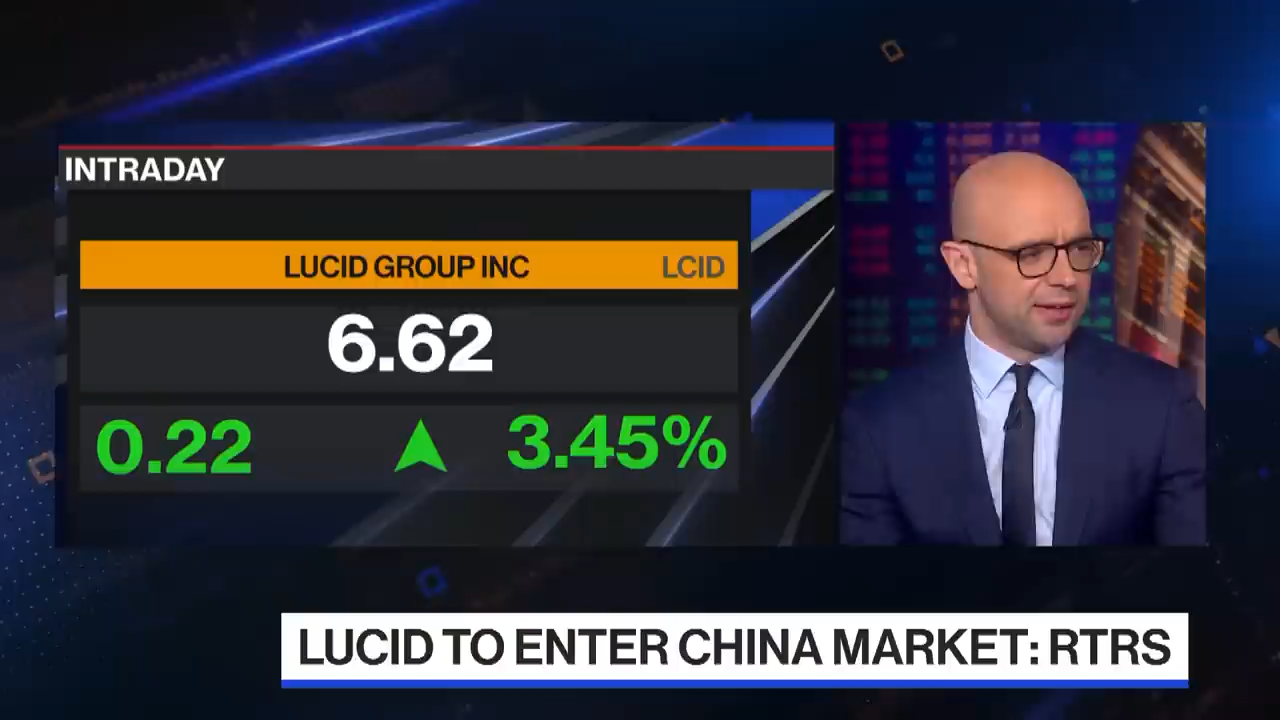 INTRADAY
LUCID GROUP INC LCID
6.62
0.22 ▲ 3.45%
LUCID TO ENTER CHINA MARKET: RTRS